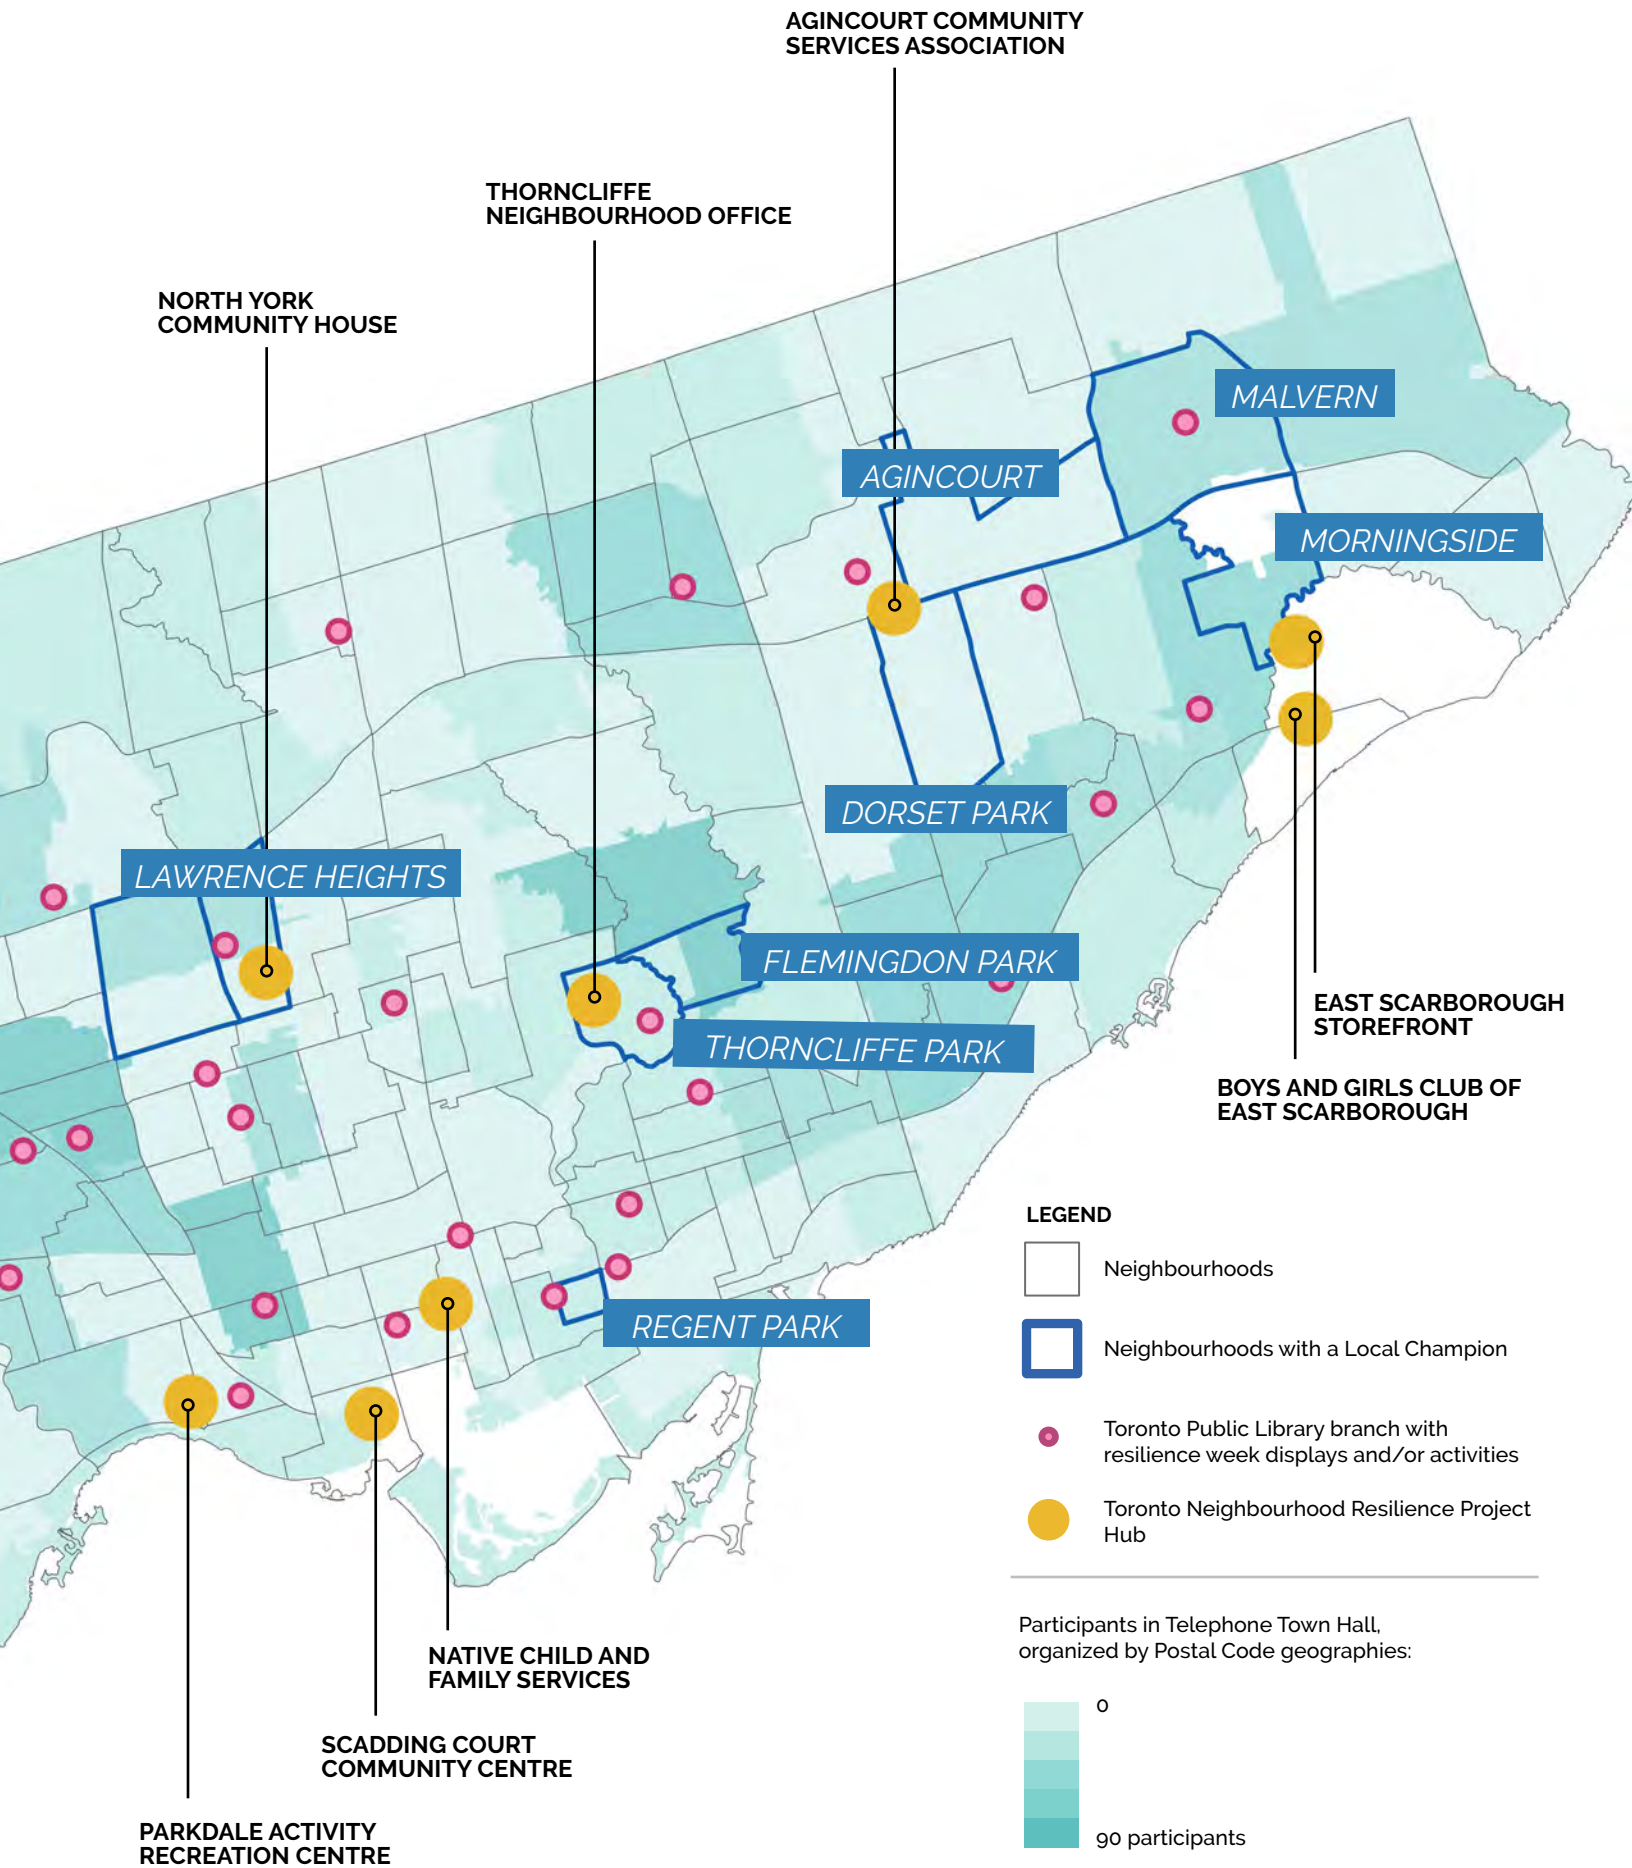 AGINCOURT COMMUNITY
SERVICES ASSOCIATION
THORNCLIFFE
NEIGHBOURHOOD OFFICE
NORTH YORK
COMMUNITY HOUSE
MALVERN
AGINCOURT
MORNINGSIDE
DORSET PARK
LAWRENCE HEIGHTS
FLEMINGDON PARK
THORNCLIFFE PARK
EAST SCARBOROUGH
STOREFRONT
BOYS AND GIRLS CLUB OF
EAST SCARBOROUGH
REGENT PARK
LEGEND
Neighbourhoods
Neighbourhoods with a Local Champion
Toronto Public Library branch with
resilience week displays and/or activities
Toronto Neighbourhood Resilience Project
Hub
Participants in Telephone Town Hall,
organized by Postal Code geographies:
0
90 participants
NATIVE CHILD AND
FAMILY SERVICES
SCADDING COURT
COMMUNITY CENTRE
PARKDALE ACTIVITY
RECREATION CENTRE